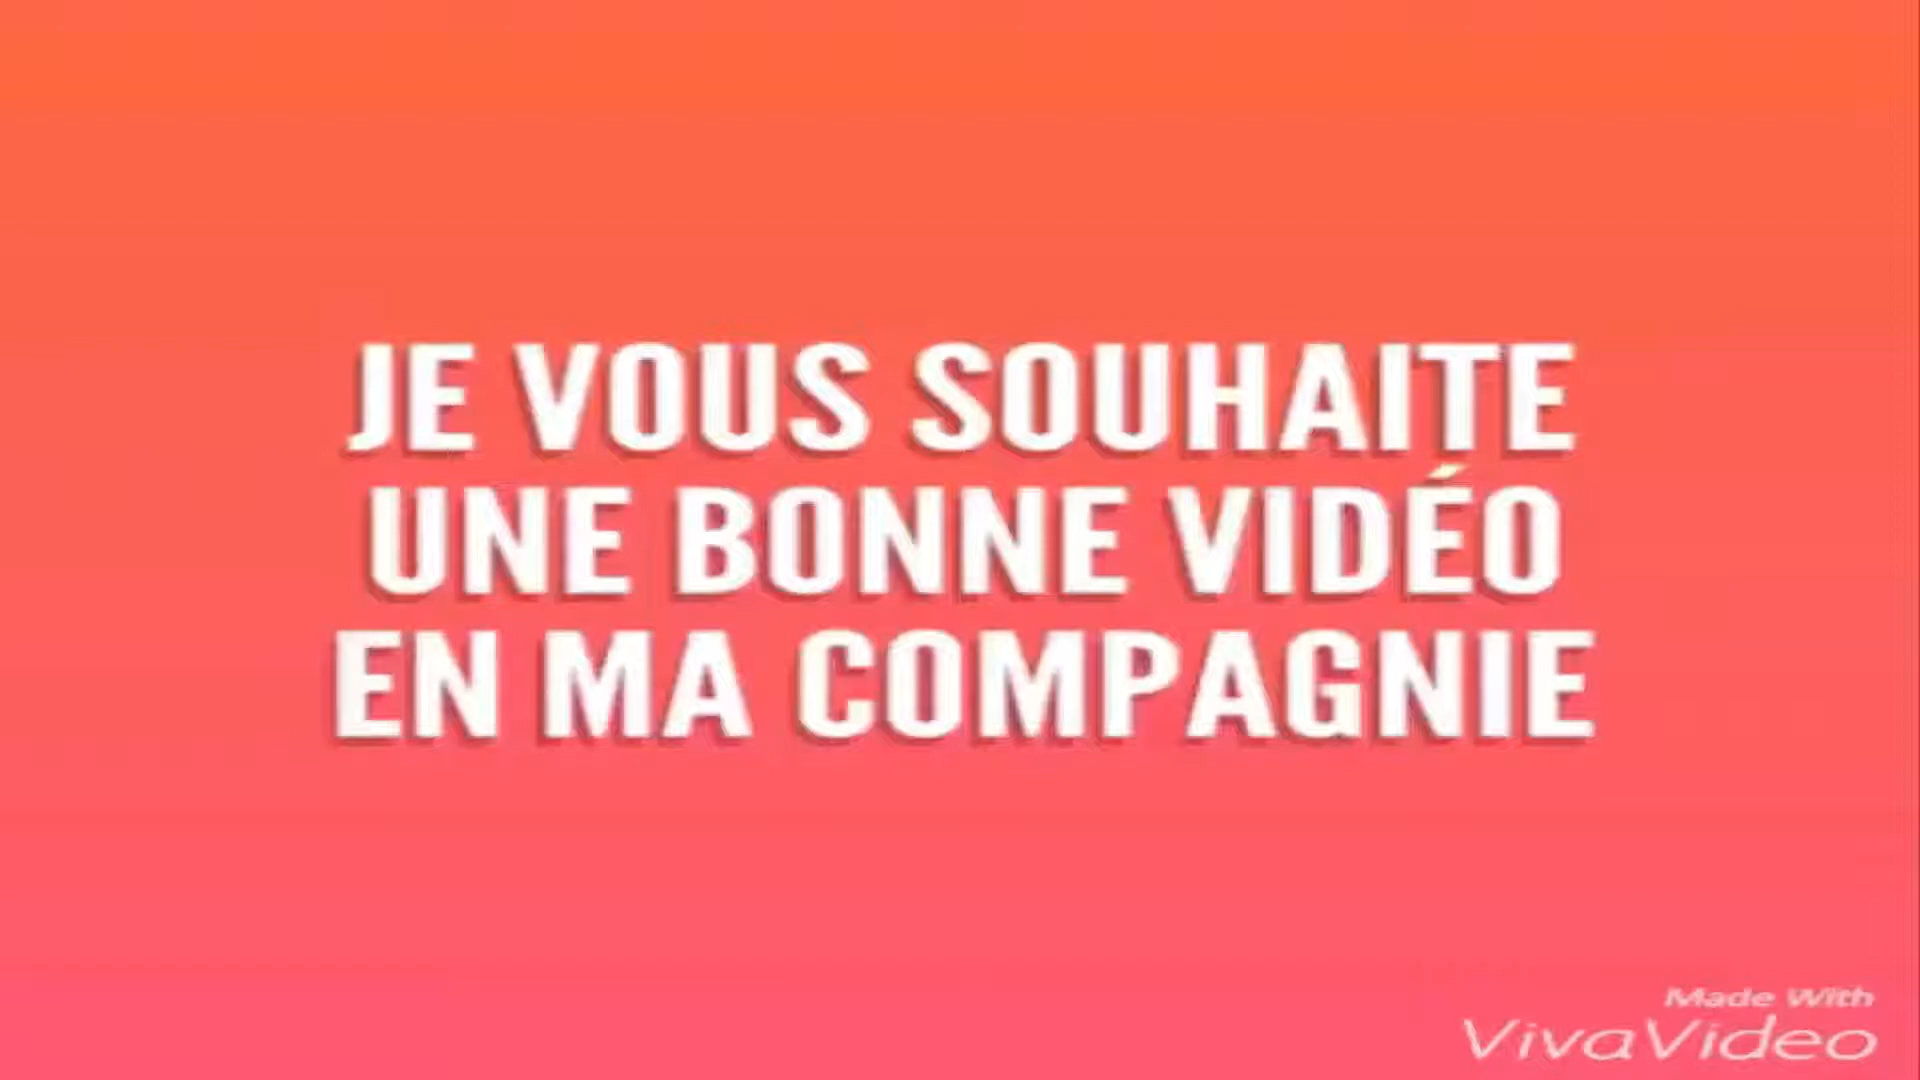 JE VOUS SOUHAITE
UNE BONNE VIDÉO
EN MA COMPAGNIE
Made With
VivaVideo